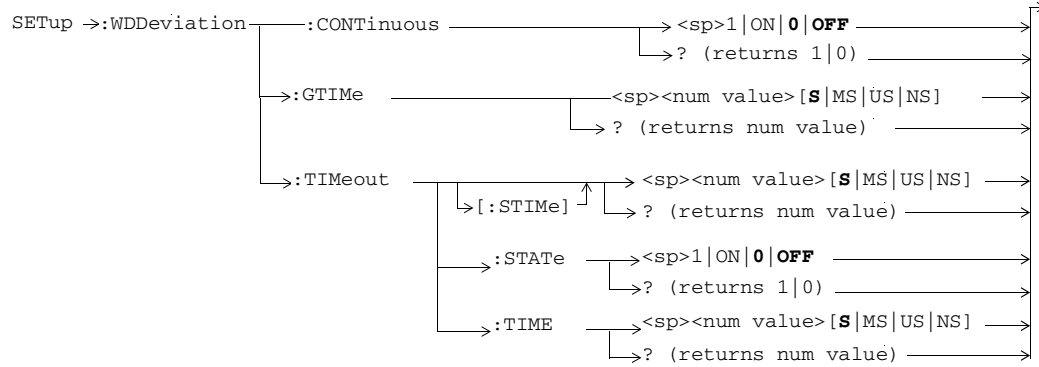 SETup :WDDeviation :CONTinuous <sp>1|ON|0|OFF
? (returns 1|0)
:GTIMe <sp><num value>[S|MS|US|NS]
? (returns num value)
:TIMeout <sp><num value>[S|MS|US|NS]
[:STIMe] ? (returns num value)
:STATe <sp>1|ON|0|OFF
? (returns 1|0)
:TIME <sp><num value>[S|MS|US|NS]
? (returns num value)